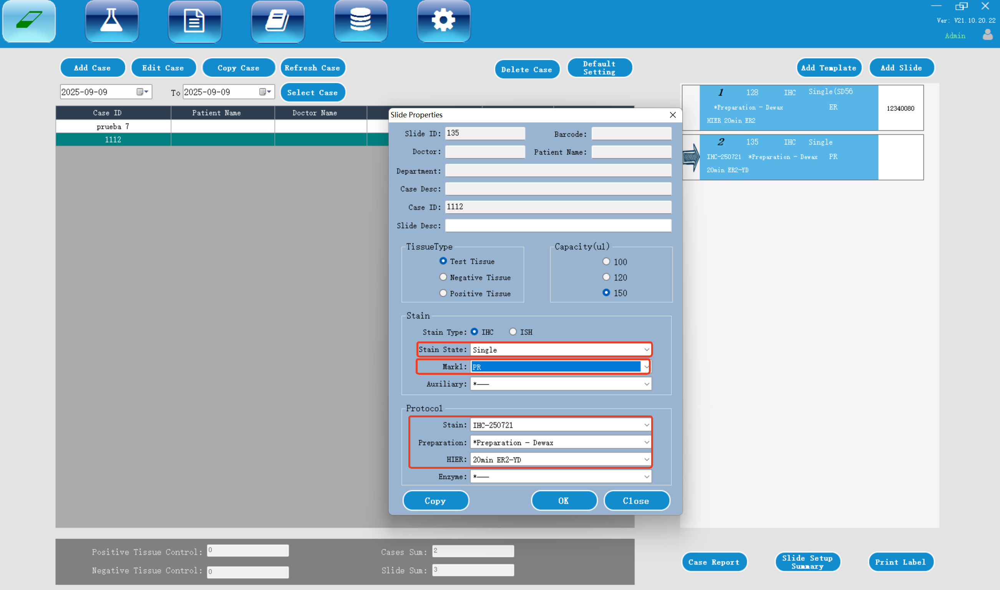 Ver: V21.10.20.22
Admin
Add Case
Edit Case
Copy Case
Refresh Case
Delete Case
Default
Setting
Add Template
Add Slide
2025-09-09
To
2025-09-09
Select Case
Case ID
Patient Name
Doctor Name
prueba 7
1112
1
128
IHC
Single(SD56
*Preparation - Dewax
ER
HIER 20min ER2
12340080
2
135
IHC
Single
IHC-250721
*Preparation - Dewax
PR
20min ER2-YD
Slide Properties
Slide ID:
135
Barcode:
Doctor:
Patient Name:
Department:
Case Desc:
Case ID:
1112
Slide Desc:
TissueType
Test Tissue
Negative Tissue
Positive Tissue
Capacity(ul)
100
120
150
Stain
Stain Type:
IHC
ISH
Stain State:
Single
Mark1:
PR
Auxiliary:
*——
Protocol
Stain:
IHC-250721
Preparation:
*Preparation - Dewax
HIER:
20min ER2-YD
Enzyme:
*——
Copy
OK
Close
Positive Tissue Control:
0
Cases Sum:
2
Negative Tissue Control:
0
Slide Sum:
3
Case Report
Slide Setup
Summary
Print Label